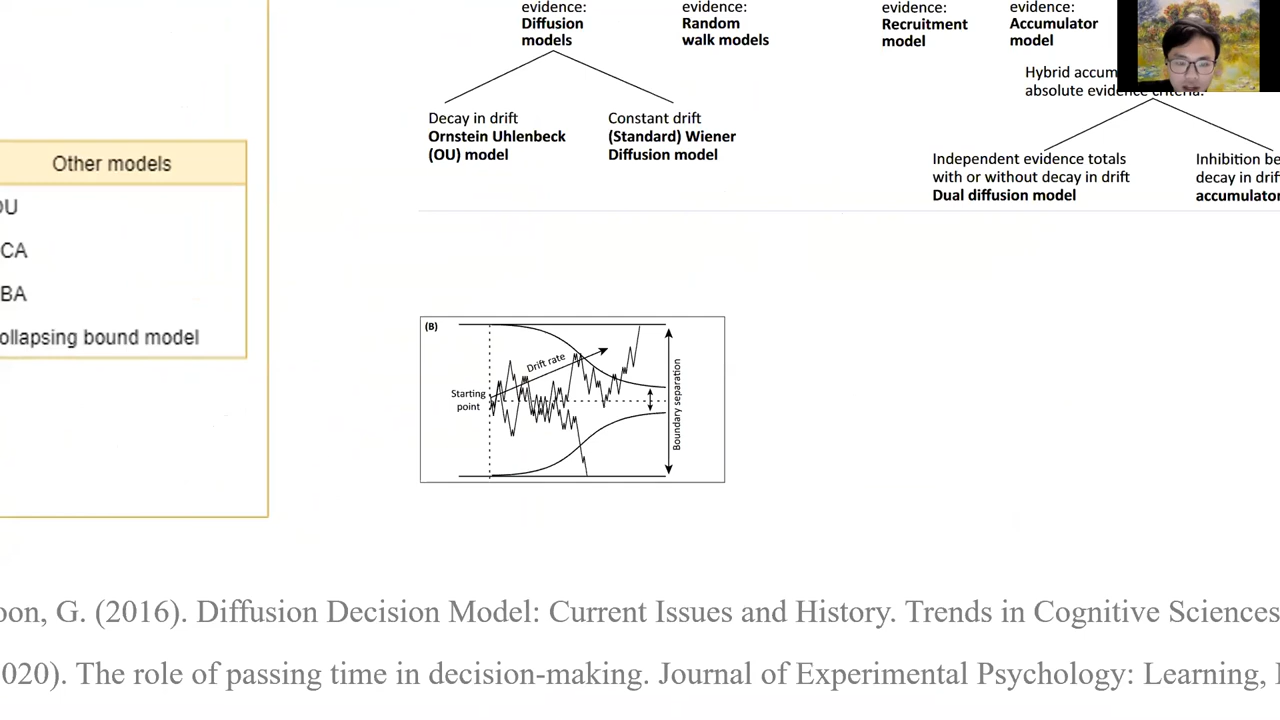 evidence:
Diffusion
models
evidence:
Random
walk models
evidence:
Recruitment
model
evidence:
Accumulator
model
Hybrid accum
absolute evidence criteria:
Decay in drift
Ornstein Uhlenbeck
(OU) model
Constant drift
(Standard) Wiener
Diffusion model
Independent evidence totals
with or without decay in drift
Dual diffusion model
Inhibition be
decay in drif
accumulator
Other models
OU
CA
BA
ollapsing bound model
(B)
Drift rate
Starting
point
Boundary separation
oon, G. (2016). Diffusion Decision Model: Current Issues and History. Trends in Cognitive Sciences
020). The role of passing time in decision-making. Journal of Experimental Psychology: Learning,